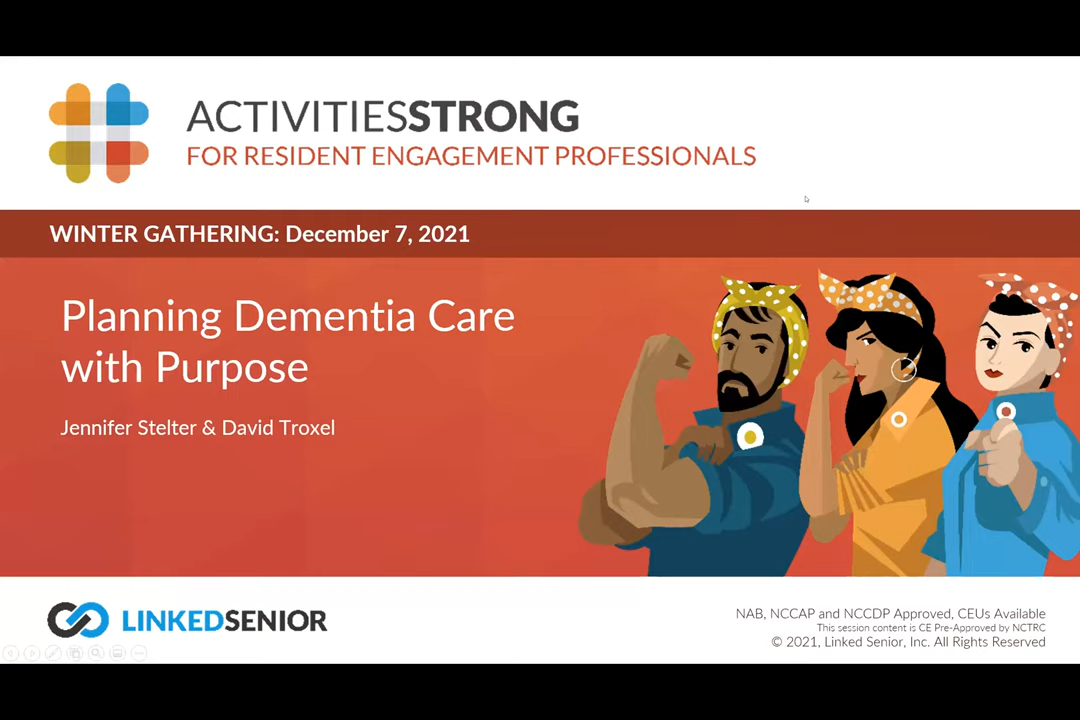 ACTIVITIESSTRONG
FOR RESIDENT ENGAGEMENT PROFESSIONALS
WINTER GATHERING: December 7, 2021
Planning Dementia Care
with Purpose
Jennifer Stelter & David Troxel
LINKEDSENIOR
NAB, NCCAP and NCCDP Approved, CEUs Available
This session content is CE Pre-Approved by NCTRC
© 2021, Linked Senior, Inc. All Rights Reserved